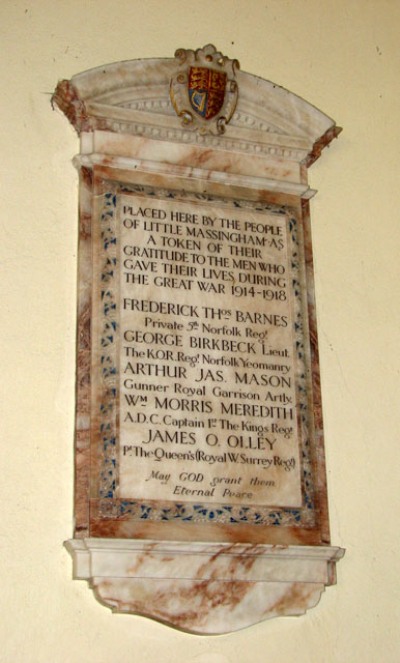 PLACED HERE BY THE PEOPLE
OF LITTLE MASSINGHAM AS
A TOKEN OF THEIR
GRATITUDE TO THE MEN WHO
GAVE THEIR LIVES, DURING
THE GREAT WAR 1914-1918
FREDERICK THOS BARNES
Private 5th Norfolk Regt
GEORGE BIRKBECK Lieut.
The K.O.R. Regt Norfolk Yeomanry
ARTHUR JAS. MASON
Gunner Royal Garrison Artly.
WM MORRIS MEREDITH
A.D.C. Captain 1st The Kings Regt
JAMES O. OLLEY
Pt The Queen's (Royal W. Surrey Regt)
May GOD grant them
Eternal Peace